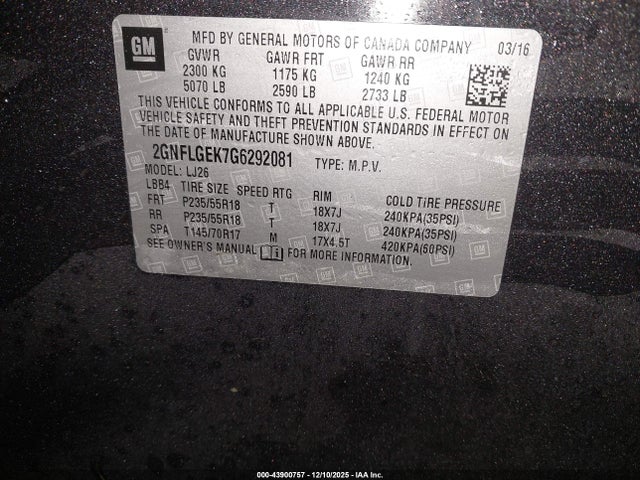 GM
MFD BY GENERAL MOTORS OF CANADA COMPANY 03/16
GVWR GAWR FRT GAWR RR
2300 KG 1175 KG 1240 KG
5070 LB 2590 LB 2733 LB
THIS VEHICLE CONFORMS TO ALL APPLICABLE U.S. FEDERAL MOTOR
VEHICLE SAFETY AND THEFT PREVENTION STANDARDS IN EFFECT ON
THE DATE OF MANUFACTURE SHOWN ABOVE.
2GNFLGEK7G6292081 TYPE: M.P.V.
MODEL: LJ26
LBB4 TIRE SIZE SPEED RTG RIM COLD TIRE PRESSURE
FRT P235/55R18 T 18X7J 240KPA(35PSI)
RR P235/55R18 T 18X7J 240KPA(35PSI)
SPA T145/70R17 M 17X4.5T 420KPA(60PSI)
SEE OWNER'S MANUAL FOR MORE INFORMATION.
000-43900757 - 12/10/2025 - IAA Inc.